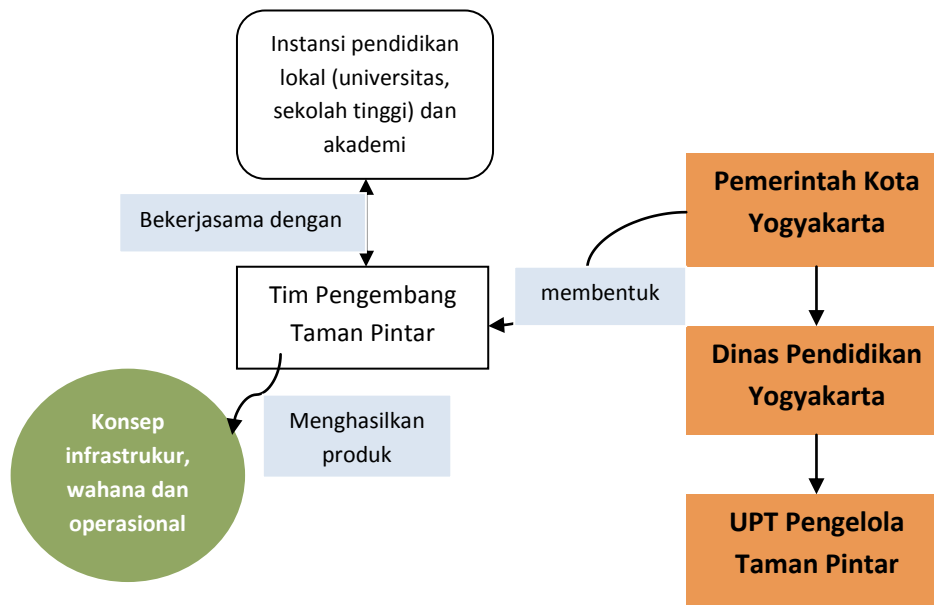 Instansi pendidikan
lokal (universitas,
sekolah tinggi) dan
akademi
Pemerintah Kota
Yogyakarta
Bekerjasama dengan
membentuk
Tim Pengembang
Taman Pintar
Dinas Pendidikan
Yogyakarta
Menghasilkan
produk
Konsep
infrastrukur,
wahana dan
operasional
UPT Pengelola
Taman Pintar